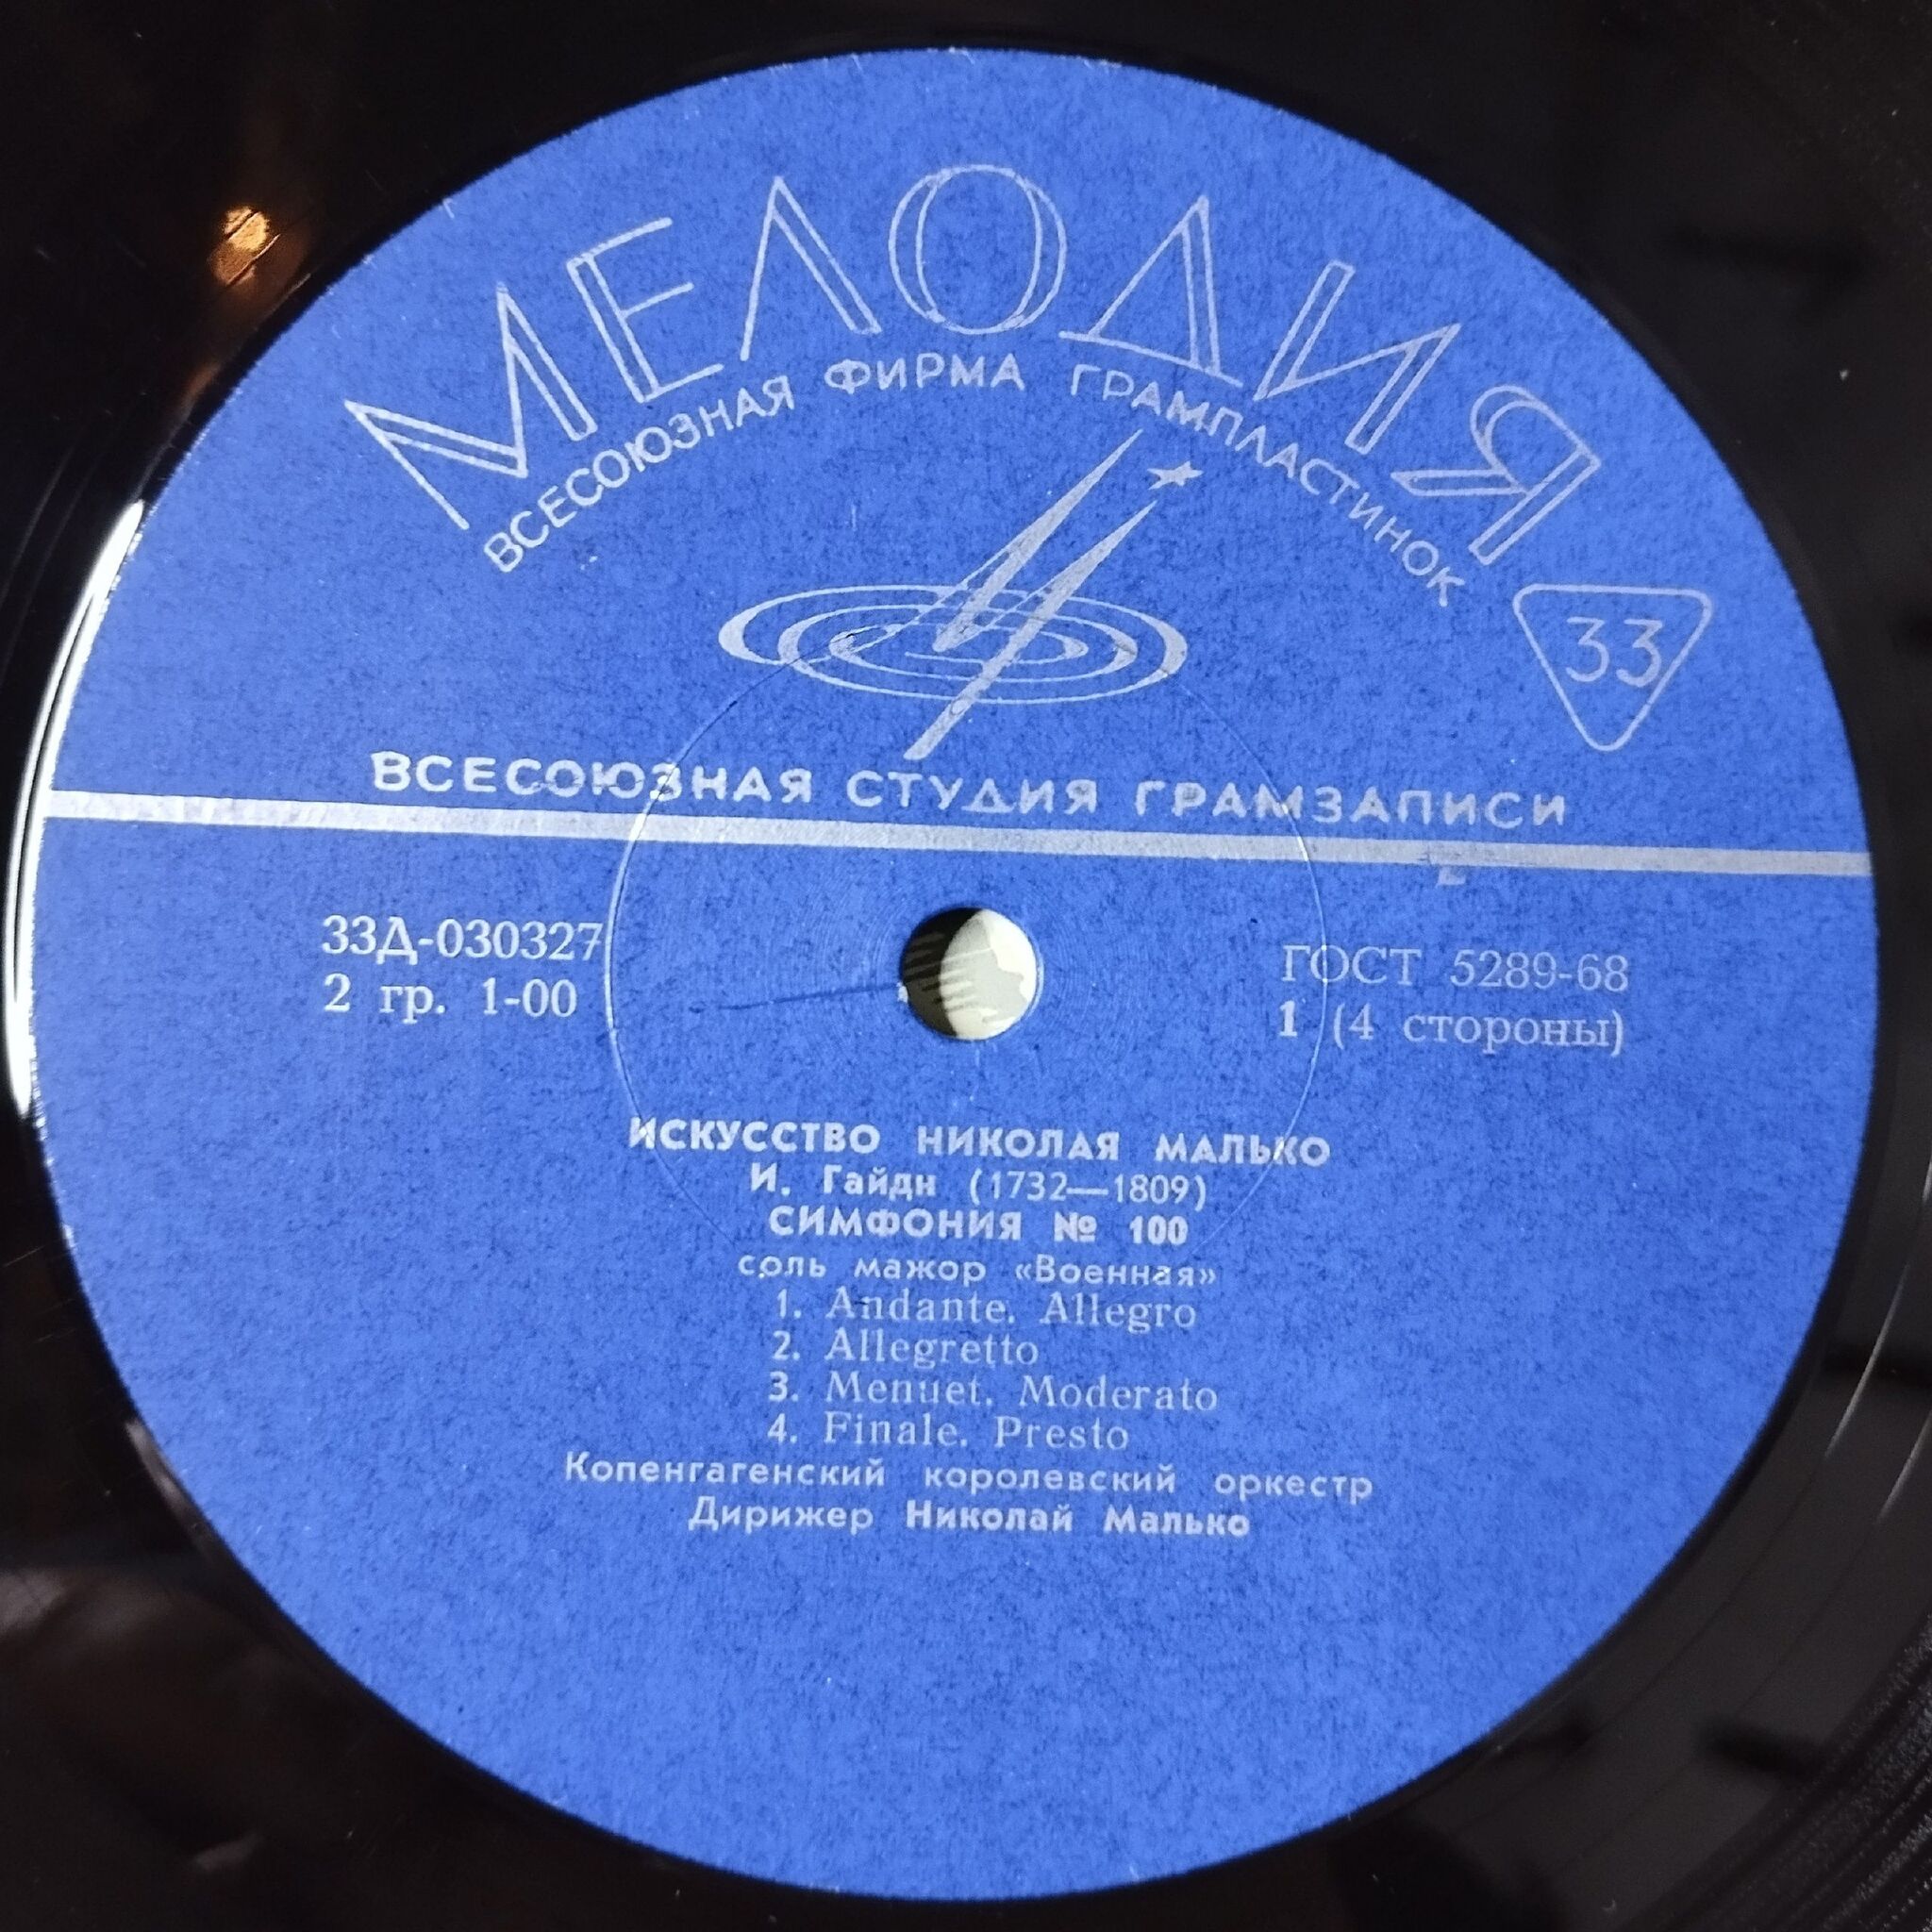 МЕЛОДИЯ
ВСЕСОЮЗНАЯ ФИРМА ГРАМПЛАСТИНОК
33
ВСЕСОЮЗНАЯ СТУДИЯ ГРАМЗАПИСИ
33Д-030327
2 гр. 1-00
ГОСТ 5289-68
1 (4 стороны)
ИСКУССТВО НИКОЛАЯ МАЛЬКО
И. Гайдн (1732—1809)
СИМФОНИЯ № 100
соль мажор «Военная»
1. Andante. Allegro
2. Allegretto
3. Menuet. Moderato
4. Finale. Presto
Копенгагенский королевский оркестр
Дирижер Николай Малько